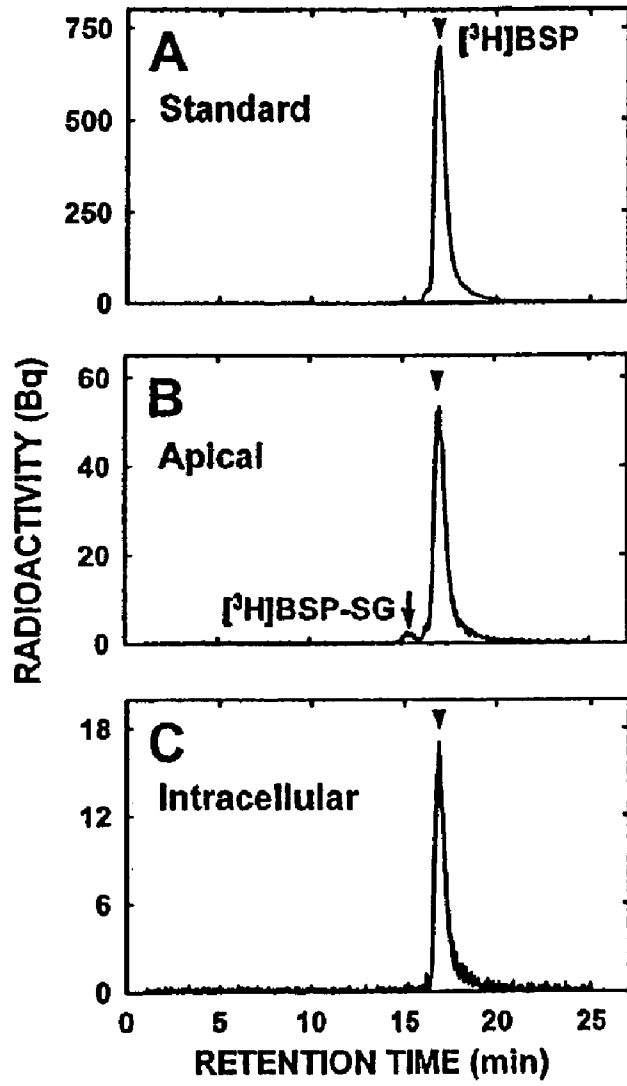 750
500
250
0
A
Standard
[³H]BSP
60
40
20
0
B
Apical
[³H]BSP-SG
RADIOACTIVITY (Bq)
18
12
6
0
C
Intracellular
0 5 10 15 20 25
RETENTION TIME (min)